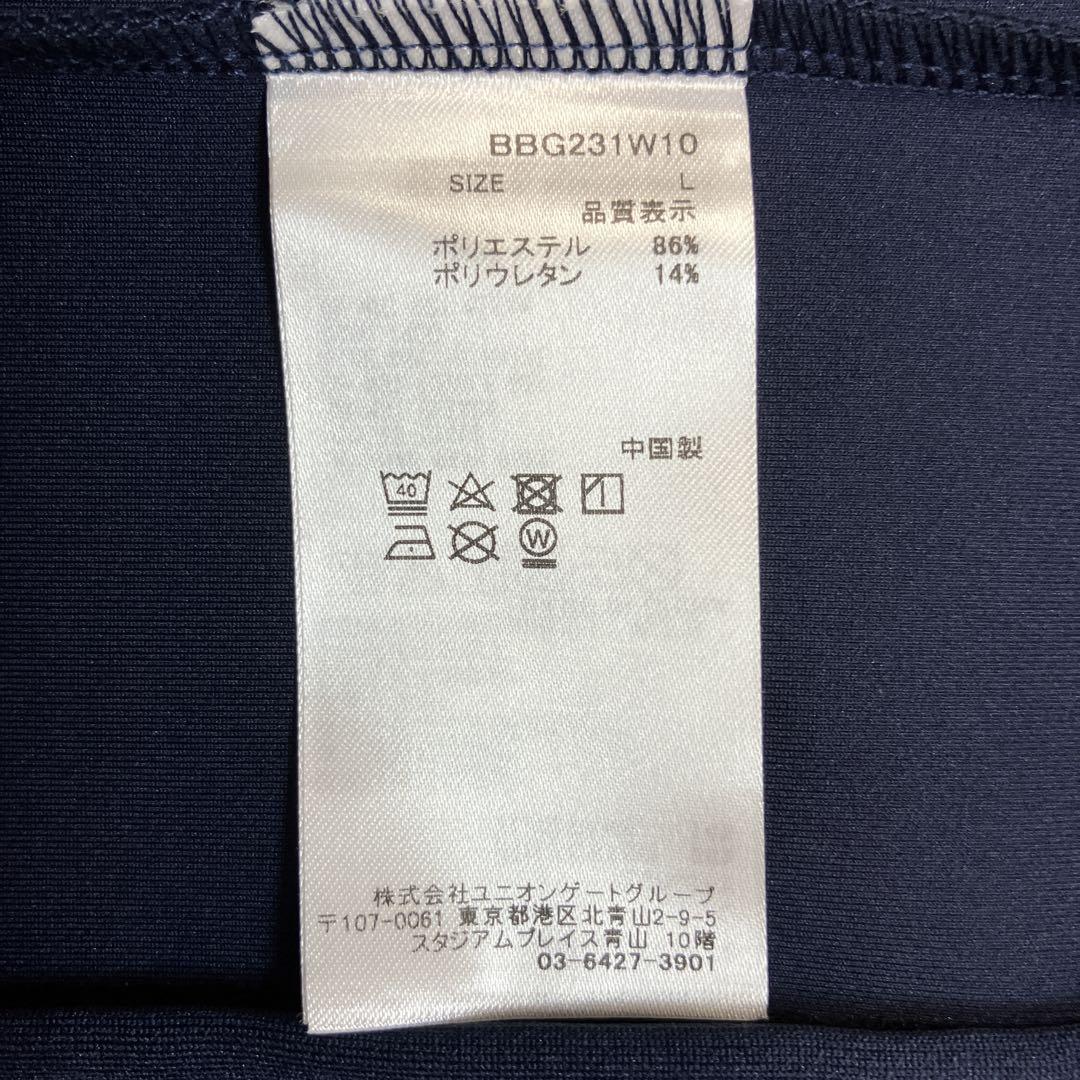 BBG231W10
SIZE L
品質表示
ポリエステル 86%
ポリウレタン 14%
中国製
40
W
株式会社ユニオンゲートグループ
〒107-0061 東京都港区北青山2-9-5
スタジアムプレイス青山 10階
03-6427-3901